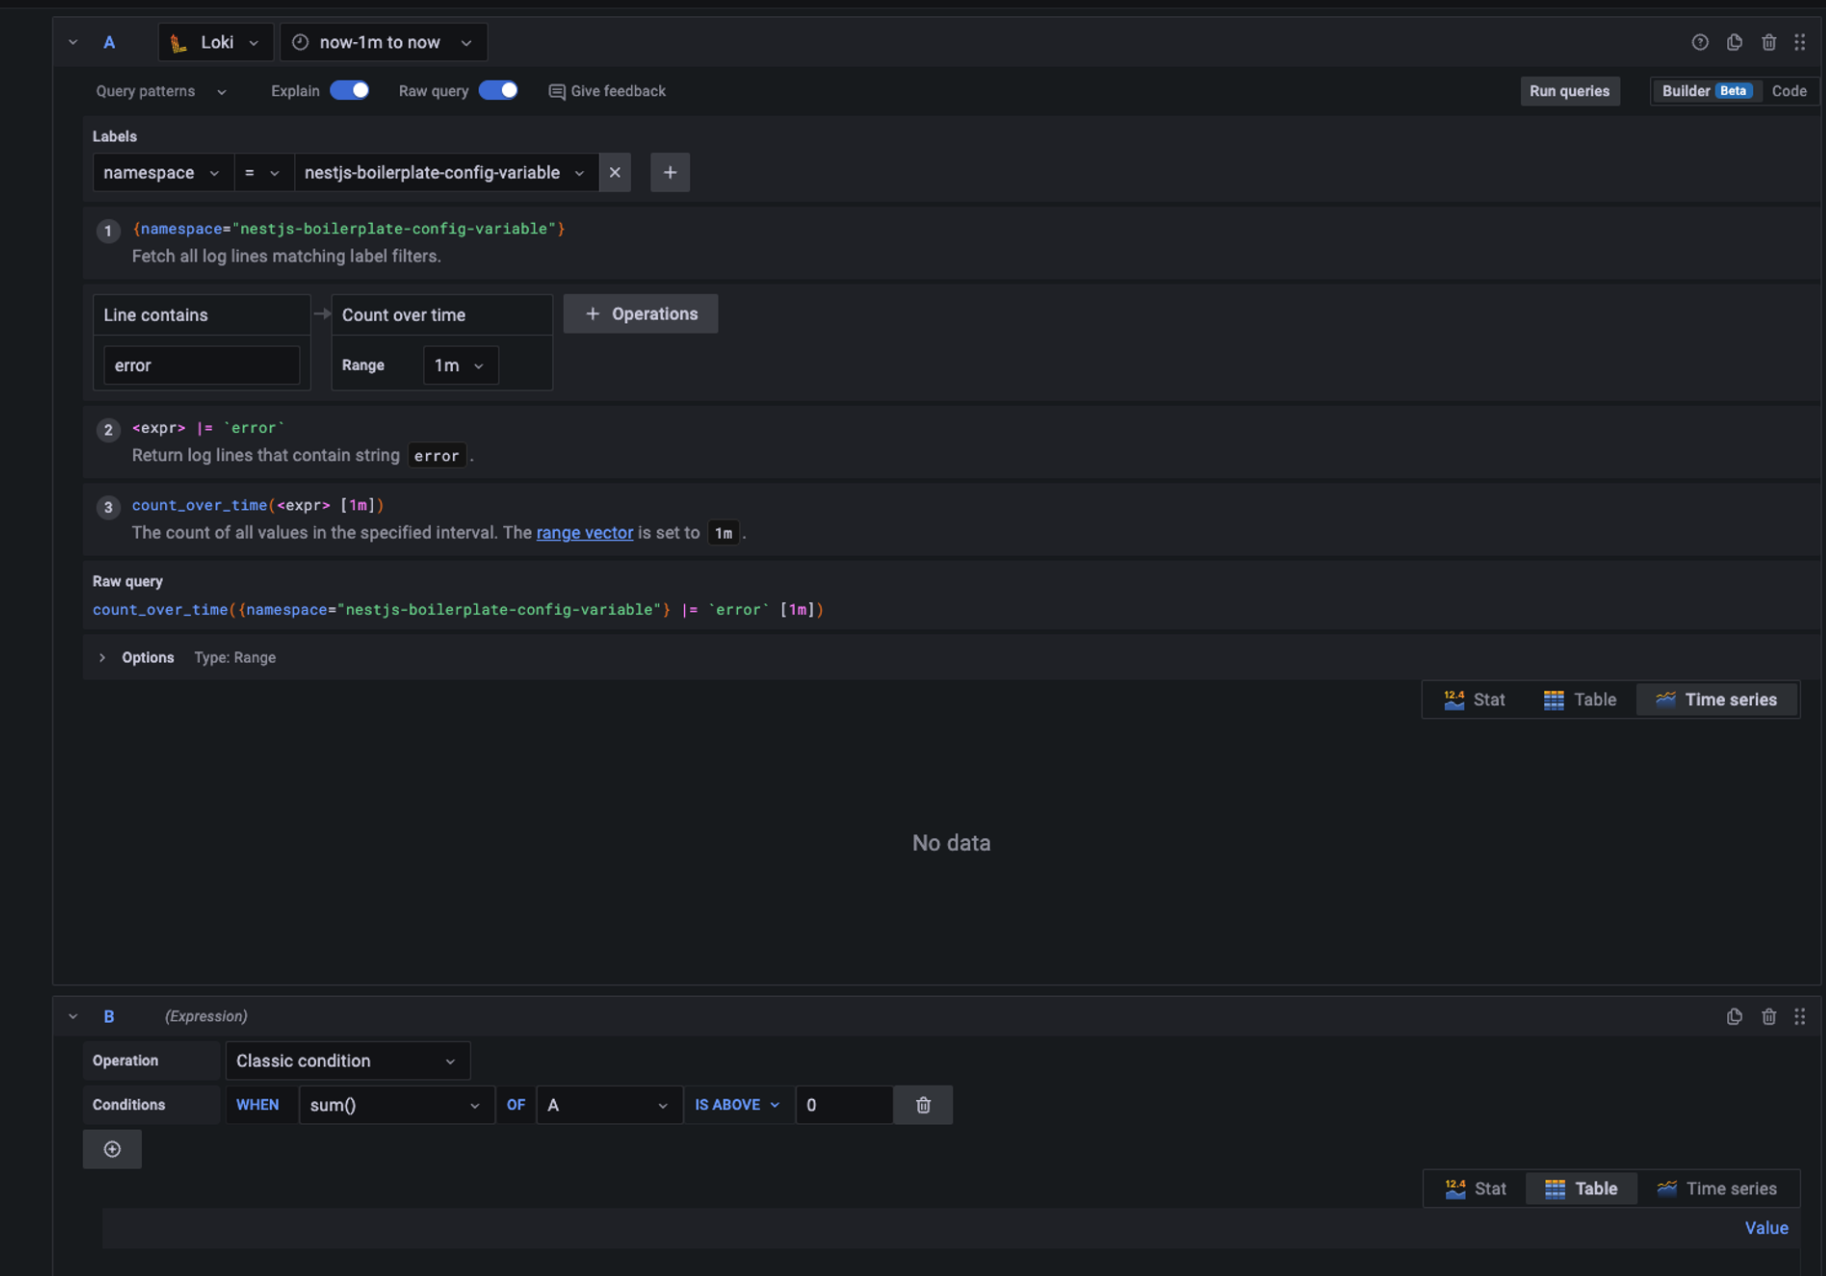 A Loki now-1m to now
Query patterns Explain Raw query Give feedback Run queries Builder Beta Code
Labels
namespace = nestjs-boilerplate-config-variable
1 {namespace="nestjs-boilerplate-config-variable"}
Fetch all log lines matching label filters.
Line contains Count over time + Operations
error Range 1m
2 <expr> |= `error`
Return log lines that contain string error .
3 count_over_time(<expr> [1m])
The count of all values in the specified interval. The range vector is set to 1m .
Raw query
count_over_time({namespace="nestjs-boilerplate-config-variable"} |= `error` [1m])
Options Type: Range
12.4 Stat Table Time series
No data
B (Expression)
Operation Classic condition
Conditions WHEN sum() OF A IS ABOVE 0
12.4 Stat Table Time series
Value